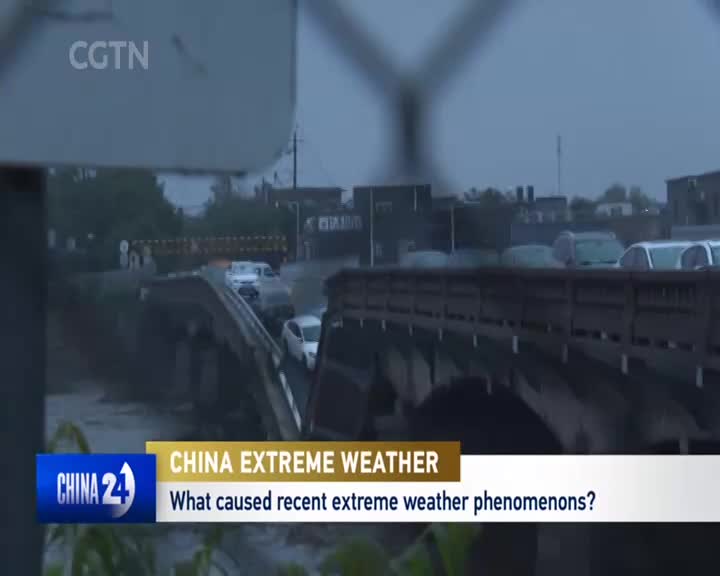 CGTN
CHINA EXTREME WEATHER
CHINA 24
What caused recent extreme weather phenomenons?